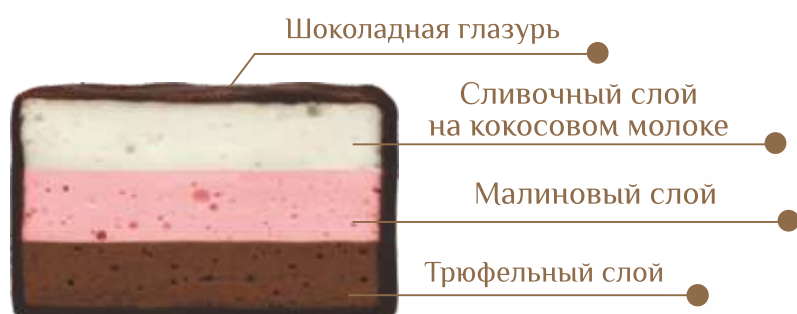 Шоколадная глазурь
Сливочный слой
на кокосовом молоке
Малиновый слой
Трюфельный слой